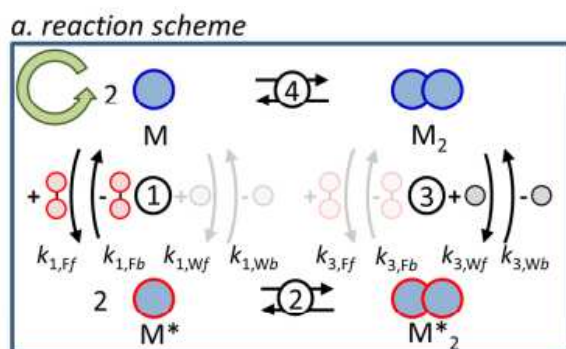 a. reaction scheme
2 4
M M₂
+ - 1 + - + - 3 + -
k₁,Ff k₁,Fb k₁,Wf k₁,Wb k₃,Ff k₃,Fb k₃,Wf k₃,Wb
2 2
M* M*₂